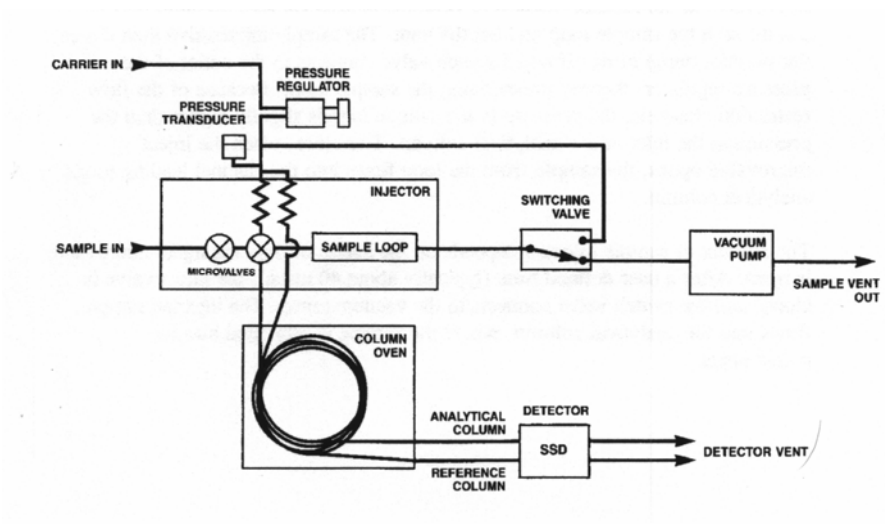 CARRIER IN
PRESSURE
REGULATOR
PRESSURE
TRANSDUCER
INJECTOR
SWITCHING
VALVE
SAMPLE IN
MICROVALVES
SAMPLE LOOP
VACUUM
PUMP
SAMPLE VENT
OUT
COLUMN
OVEN
ANALYTICAL
COLUMN
DETECTOR
SSD
DETECTOR VENT
REFERENCE
COLUMN